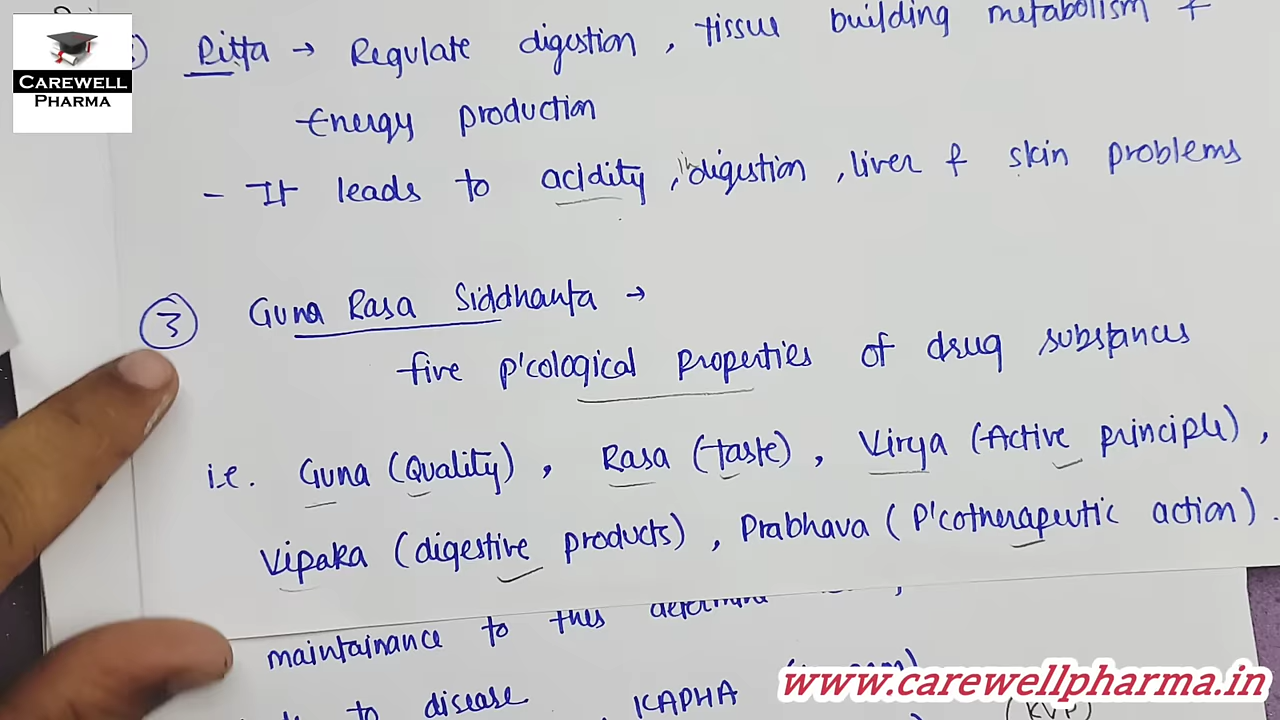 CAREWELL
PHARMA
Pitta → Regulate digestion , tissue building metabolism &
Energy production
- It leads to acidity , indigestion , liver & skin problems
③ Guna Rasa Siddhanta →
five p'cological properties of drug substances
i.e. Guna (Quality) , Rasa (taste) , Virya (Active principle) ,
Vipaka (digestive products) , Prabhava (P'cotherapeutic action) .
maintainance to this
to disease KAPHA
(KVP)
www.carewellpharma.in